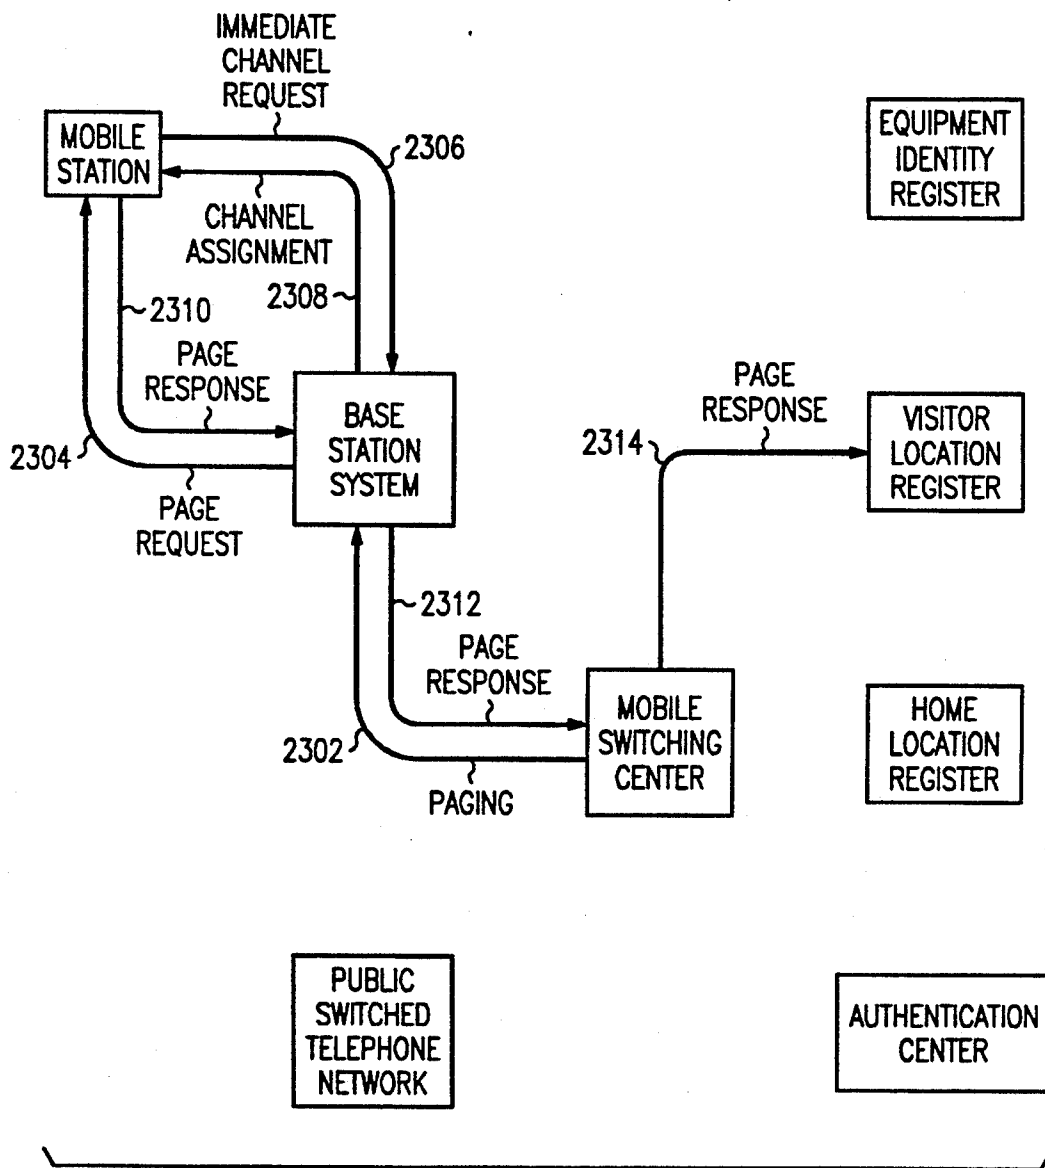 IMMEDIATE
CHANNEL
REQUEST
MOBILE
STATION
2306
EQUIPMENT
IDENTITY
REGISTER
CHANNEL
ASSIGNMENT
2310
2308
PAGE
RESPONSE
2304
BASE
STATION
SYSTEM
PAGE
REQUEST
PAGE
RESPONSE
2314
VISITOR
LOCATION
REGISTER
2312
PAGE
RESPONSE
2302
PAGING
MOBILE
SWITCHING
CENTER
HOME
LOCATION
REGISTER
PUBLIC
SWITCHED
TELEPHONE
NETWORK
AUTHENTICATION
CENTER